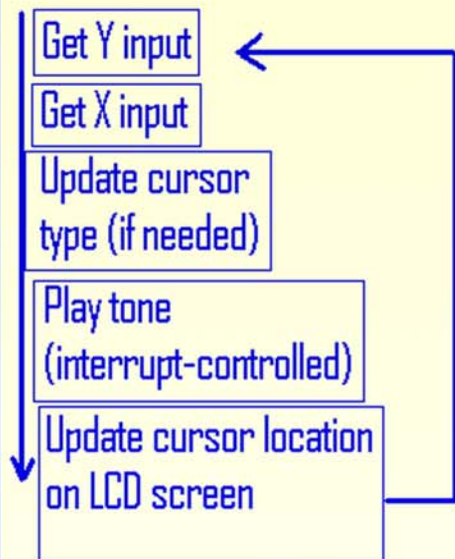 Get Y input
Get X input
Update cursor
type (if needed)
Play tone
(interrupt-controlled)
Update cursor location
on LCD screen